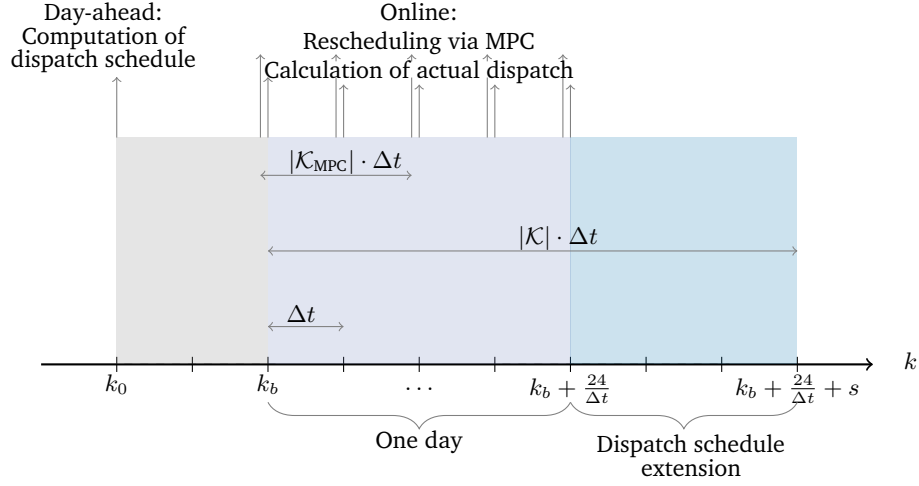 Day-ahead:
Computation of
dispatch schedule
Online:
Rescheduling via MPC
Calculation of actual dispatch
|𝒦_MPC| · Δt
|𝒦| · Δt
Δt
k
k_0
k_b
· · ·
k_b + 24/Δt
k_b + 24/Δt + s
One day
Dispatch schedule
extension